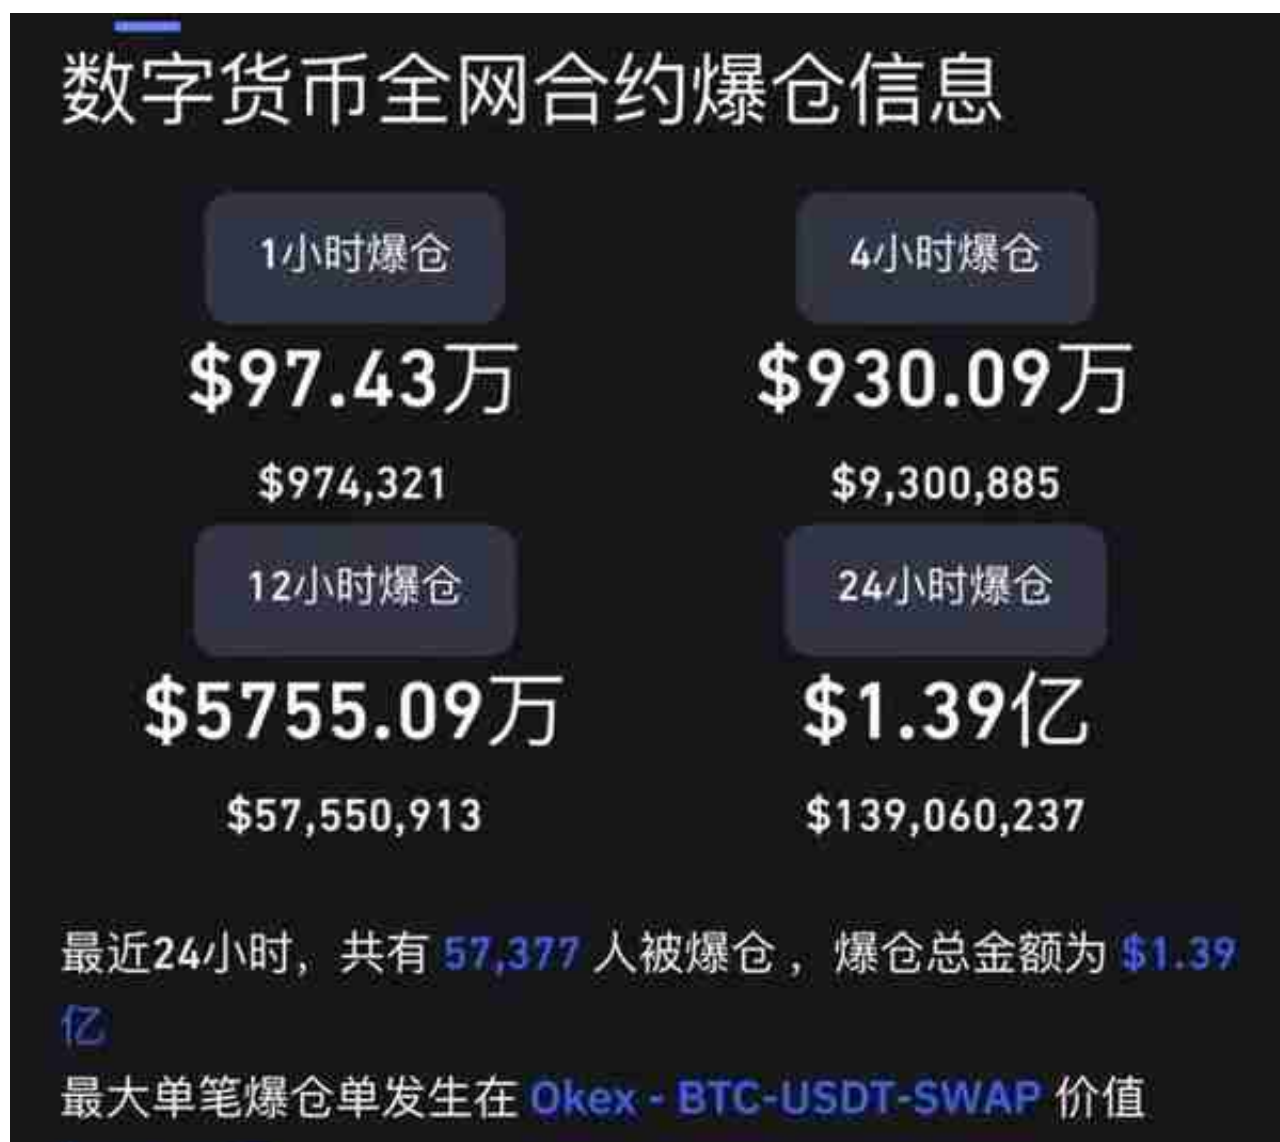 数字货币全网合约爆仓信息
1小时爆仓 4小时爆仓
$97.43万 $930.09万
$974,321 $9,300,885
12小时爆仓 24小时爆仓
$5755.09万 $1.39亿
$57,550,913 $139,060,237
最近24小时，共有 57,377 人被爆仓 ，爆仓总金额为 $1.39
亿
最大单笔爆仓单发生在 Okex - BTC-USDT-SWAP 价值